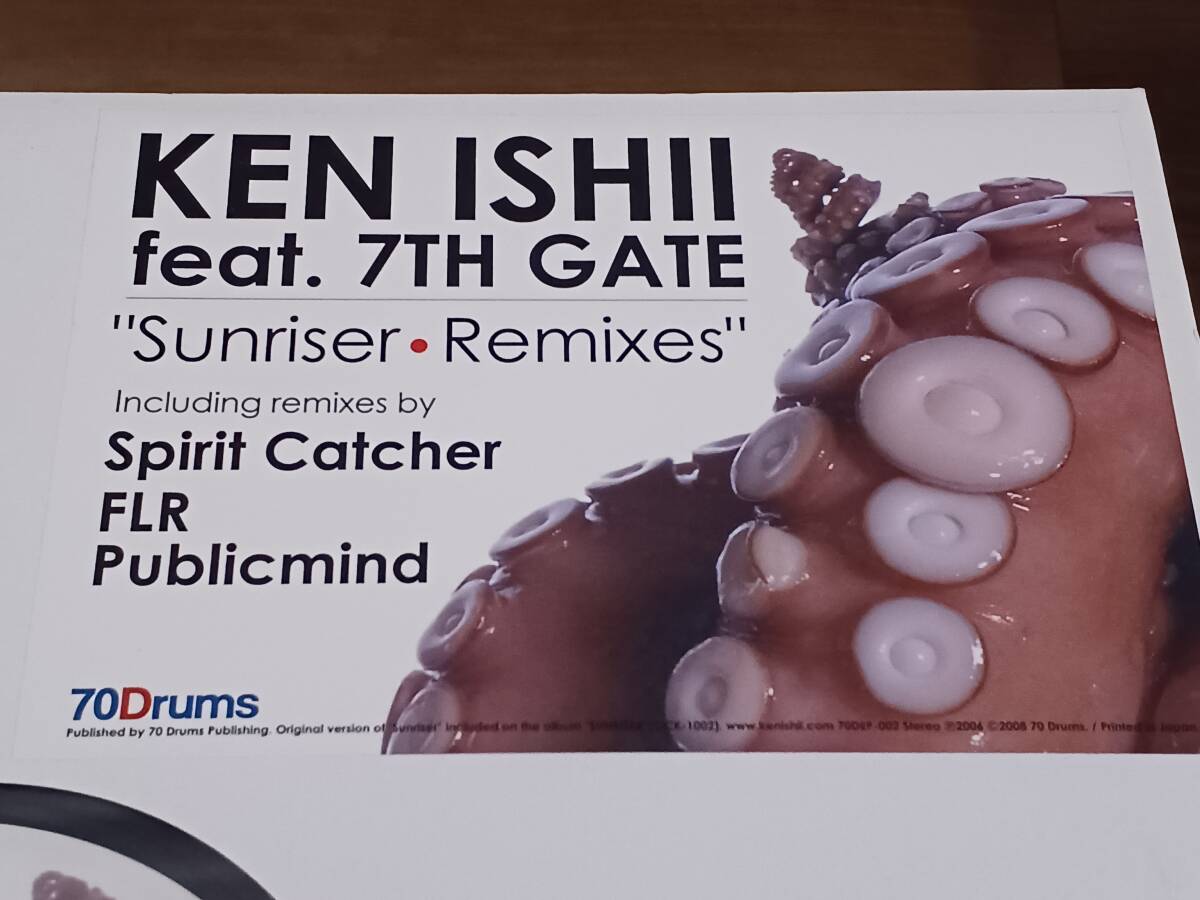 KEN ISHII
feat. 7TH GATE
"Sunriser • Remixes"
Including remixes by
Spirit Catcher
FLR
Publicmind
70Drums
Published by 70 Drums Publishing. Original version of "Sunriser" included on the album www.kenishii.com 70DEP-002 Stereo ℗2006 ©2008 70 Drums. / Printed in Japan